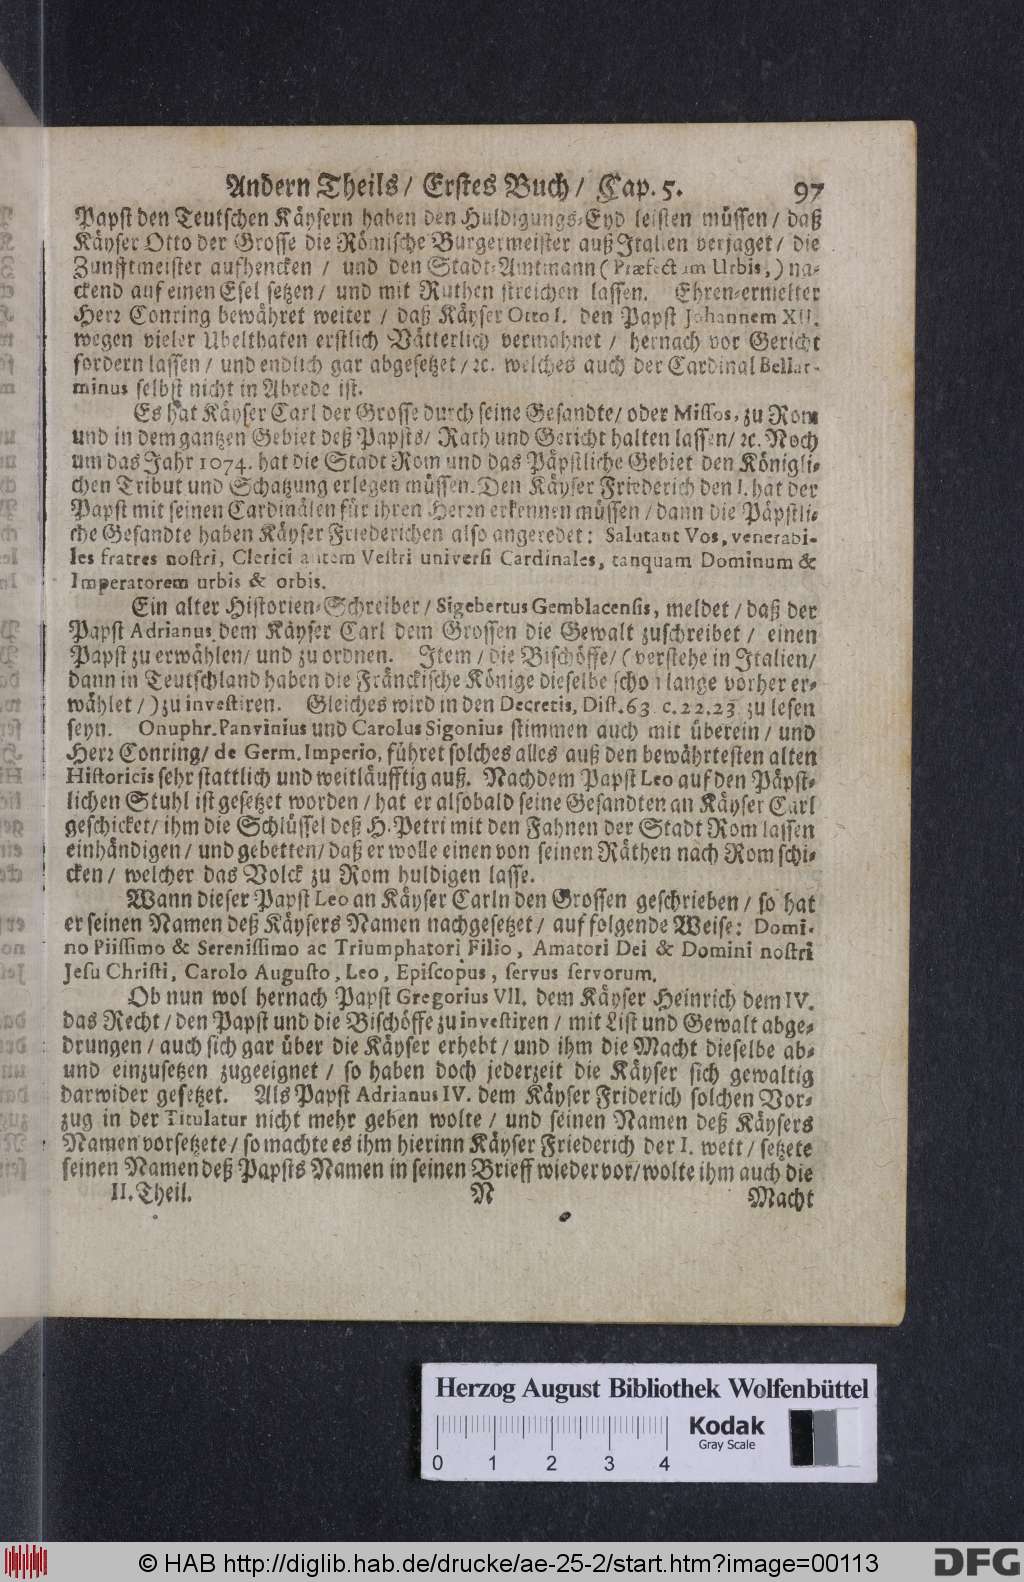 Andern Theils / Erstes Buch / Cap. 5. 97
Papst den Teutschen Käysern haben den Huldigungs-Eyd leisten müssen / daß
Käyser Otto der Grosse die Römische Burgermeister auß Italien verjaget / die
Zunfftmeister aufhencken / und den Stadt-Amtmann ( Præfectum Urbis, ) na-
ckend auf einen Esel setzen / und mit Ruthen streichen lassen. Ehren-ermelter
Herr Conring bewähret weiter / daß Käyser Otto I. den Papst Johannem XII.
wegen vieler Ubelthaten erstlich Vätterlich vermahnet / hernach vor Gericht
fordern lassen / und endlich gar abgesetzet / ꝛc. welches auch der Cardinal Bellar-
minus selbst nicht in Abrede ist.
Es hat Käyser Carl der Grosse durch seine Gesandte / oder Missos, zu Rom
und in dem gantzen Gebiet deß Papsts / Rath und Gericht halten lassen / ꝛc. Noch
um das Jahr 1074. hat die Stadt Rom und das Päpstliche Gebiet den Königli-
chen Tribut und Schatzung erlegen müssen. Den Käyser Friederich den I. hat der
Papst mit seinen Cardinälen für ihren Herrn erkennen müssen / dann die Päpstli-
che Gesandte haben Käyser Friederichen also angeredet: Salutant Vos, venerabi-
les fratres nostri, Clerici autem Vestri universi Cardinales, tanquam Dominum &
Imperatorem urbis & orbis.
Ein alter Historien-Schreiber / Sigebertus Gemblacensis, meldet / daß der
Papst Adrianus dem Käyser Carl dem Grossen die Gewalt zuschreibet / einen
Papst zu erwählen / und zu ordnen. Item / die Bischöffe / ( verstehe in Italien /
dann in Teutschland haben die Fränckische Könige dieselbe schon lange vorher er-
wählet / ) zu investiren. Gleiches wird in den Decretis, Dist. 63. c. 22. 23. zu lesen
seyn. Onuphr. Panvinius und Carolus Sigonius stimmen auch mit überein / und
Herr Conring / de Germ. Imperio, führet solches alles auß den bewährtesten alten
Historicis sehr stattlich und weitläufftig auß. Nachdem Papst Leo auf den Päpst-
lichen Stuhl ist gesetzet worden / hat er alsobald seine Gesandten an Käyser Carl
geschicket / ihm die Schlüssel deß H. Petri mit den Fahnen der Stadt Rom lassen
einhändigen / und gebetten / daß er wolle einen von seinen Räthen nach Rom schi-
cken / welcher das Volck zu Rom huldigen lasse.
Wann dieser Papst Leo an Käyser Carln den Grossen geschrieben / so hat
er seinen Namen deß Käysers Namen nachgesetzet / auf folgende Weise: Domi-
no Piissimo & Serenissimo ac Triumphatori Filio, Amatori Dei & Domini nostri
Jesu Christi, Carolo Augusto, Leo, Episcopus, servus servorum.
Ob nun wol hernach Papst Gregorius VII. dem Käyser Heinrich dem IV.
das Recht / den Papst und die Bischöffe zu investiren / mit List und Gewalt abge-
drungen / auch sich gar über die Käyser erhebt / und ihm die Macht dieselbe ab-
und einzusetzen zugeeignet / so haben doch jederzeit die Käyser sich gewaltig
darwider gesetzet. Als Papst Adrianus IV. dem Käyser Friderich solchen Vor-
zug in der Titulatur nicht mehr geben wolte / und seinen Namen deß Käysers
Namen vorsetzete / so machte es ihm hierinn Käyser Friederich der I. wett / setzete
seinen Namen deß Papsts Namen in seinen Brieff wieder vor / wolte ihm auch die
II. Theil. N Macht
Herzog August Bibliothek Wolfenbüttel
Kodak
Gray Scale
0 1 2 3 4
© HAB http://diglib.hab.de/drucke/ae-25-2/start.htm?image=00113
DFG